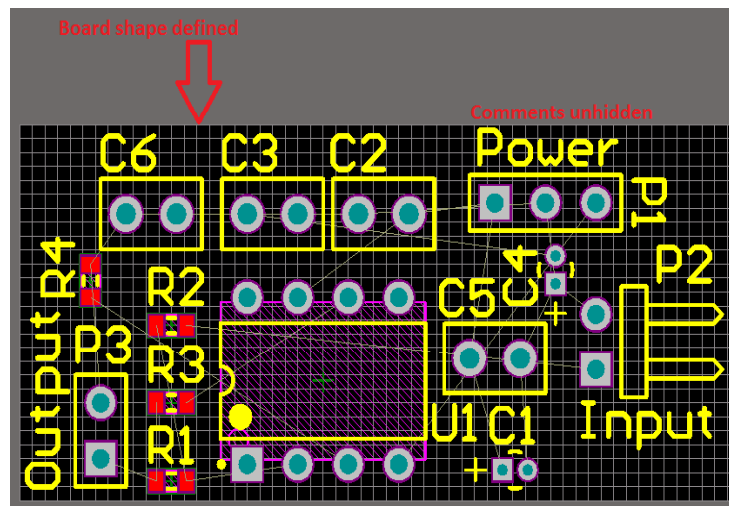 Board shape defined
Comments unhidden
C6
C3
C2
Power
P1
R4
R2
C5
C4
P2
+
P3
R3
Output
R1
U1
C1
Input
+